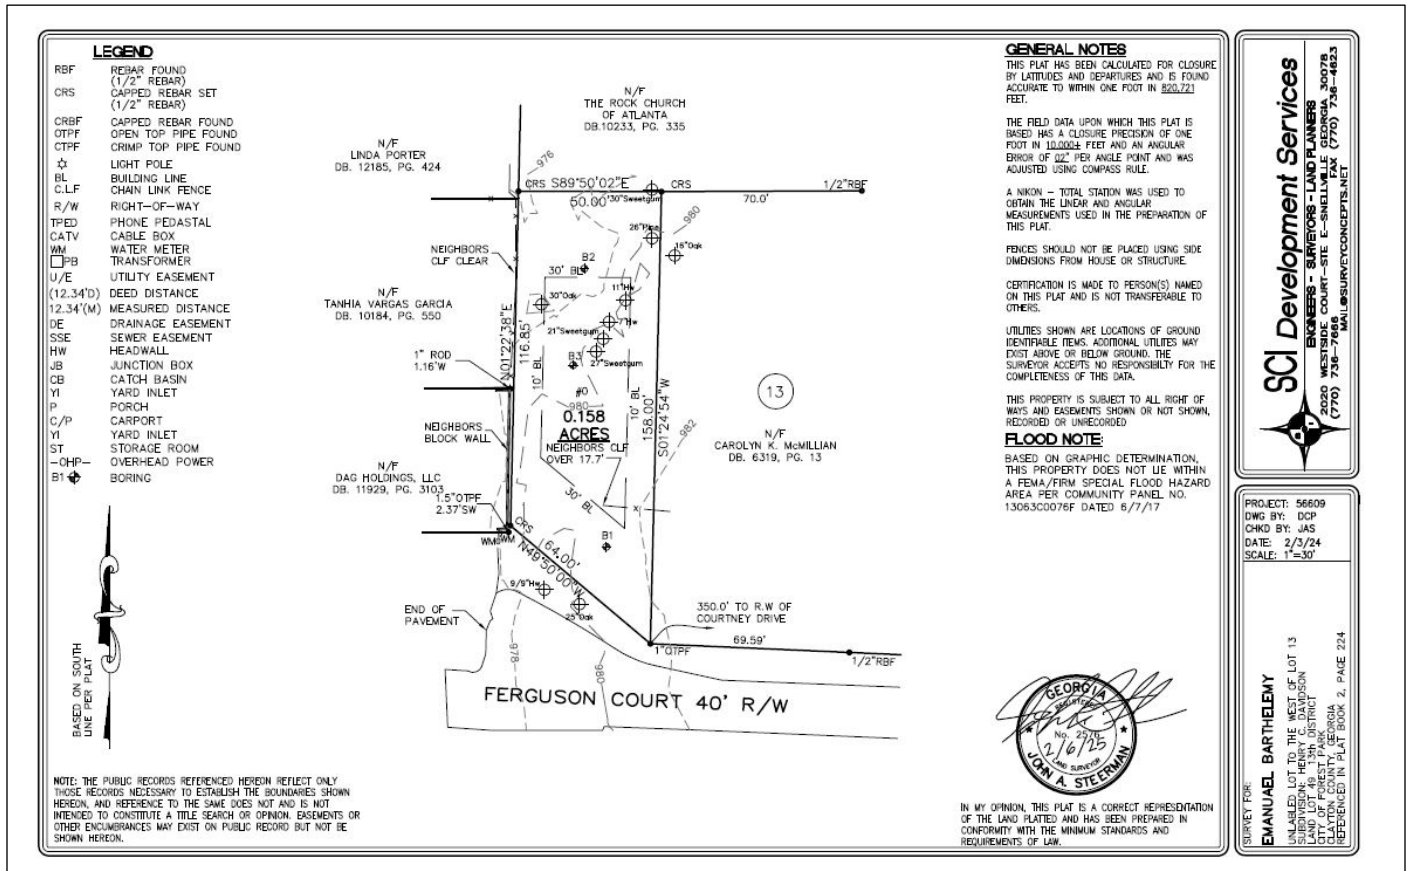 LEGEND
RBF REBAR FOUND
(1/2" REBAR)
CRS CAPPED REBAR SET
(1/2" REBAR)
CRBF CAPPED REBAR FOUND
OTPF OPEN TOP PIPE FOUND
CTPF CRIMP TOP PIPE FOUND
LIGHT POLE
BL BUILDING LINE
C.L.F CHAIN LINK FENCE
R/W RIGHT-OF-WAY
TPED PHONE PEDASTAL
CATV CABLE BOX
WM WATER METER
PB TRANSFORMER
U/E UTILITY EASEMENT
(12.34'D) DEED DISTANCE
12.34'(M) MEASURED DISTANCE
DE DRAINAGE EASEMENT
SSE SEWER EASEMENT
HW HEADWALL
JB JUNCTION BOX
CB CATCH BASIN
YI YARD INLET
P PORCH
C/P CARPORT
YI YARD INLET
ST STORAGE ROOM
-OHP- OVERHEAD POWER
B1 BORING
BASED ON SOUTH
LINE PER PLAT
NOTE: THE PUBLIC RECORDS REFERENCED HEREON REFLECT ONLY
THOSE RECORDS NECESSARY TO ESTABLISH THE BOUNDARIES SHOWN
HEREON, AND REFERENCE TO THE SAME DOES NOT AND IS NOT
INTENDED TO CONSTITUTE A TITLE SEARCH OR OPINION. EASEMENTS OR
OTHER ENCUMBRANCES MAY EXIST ON PUBLIC RECORD BUT NOT BE
SHOWN HEREON.
N/F
THE ROCK CHURCH
OF ATLANTA
DB.10233, PG. 335
N/F
LINDA PORTER
DB. 12185, PG. 424
976
CRS S89°50'02"E CRS 1/2"RBF
50.00' 30"Sweetgum 70.0'
980
26"Pine
18"Oak
NEIGHBORS
CLF CLEAR
B2
30' BL
11"Hw
30"Oak
N/F
TANHIA VARGAS GARCIA
DB. 10184, PG. 550
N01°22'38"E
116.85'
7"Hw
21"Sweetgum
B3
27"Sweetgum
1" ROD
1.16'W
10' BL
#0
980
0.158
ACRES
10' BL
158.00'
S01°24'54"W
13
982
NEIGHBORS
BLOCK WALL
NEIGHBORS CLF
OVER 17.7'
N/F
CAROLYN K. McMILLIAN
DB. 6319, PG. 13
N/F
DAG HOLDINGS, LLC
DB. 11929, PG. 3103
1.5"OTPF
2.37'SW
30' BL
CRS
WM WM
B1
64.00'
N49°50'00"W
9/9"Hw
25"Oak
END OF
PAVEMENT
350.0' TO R.W OF
COURTNEY DRIVE
69.59'
1"OTPF
1/2"RBF
978
980
FERGUSON COURT 40' R/W
GENERAL NOTES
THIS PLAT HAS BEEN CALCULATED FOR CLOSURE
BY LATITUDES AND DEPARTURES AND IS FOUND
ACCURATE TO WITHIN ONE FOOT IN 820,721
FEET.
THE FIELD DATA UPON WHICH THIS PLAT IS
BASED HAS A CLOSURE PRECISION OF ONE
FOOT IN 10,000± FEET AND AN ANGULAR
ERROR OF 02" PER ANGLE POINT AND WAS
ADJUSTED USING COMPASS RULE.
A NIKON - TOTAL STATION WAS USED TO
OBTAIN THE LINEAR AND ANGULAR
MEASUREMENTS USED IN THE PREPARATION OF
THIS PLAT.
FENCES SHOULD NOT BE PLACED USING SIDE
DIMENSIONS FROM HOUSE OR STRUCTURE.
CERTIFICATION IS MADE TO PERSON(S) NAMED
ON THIS PLAT AND IS NOT TRANSFERABLE TO
OTHERS.
UTILITIES SHOWN ARE LOCATIONS OF GROUND
IDENTIFIABLE ITEMS. ADDITIONAL UTILITES MAY
EXIST ABOVE OR BELOW GROUND. THE
SURVEYOR ACCEPTS NO RESPONSIBILTY FOR THE
COMPLETENESS OF THIS DATA.
THIS PROPERTY IS SUBJECT TO ALL RIGHT OF
WAYS AND EASEMENTS SHOWN OR NOT SHOWN,
RECORDED OR UNRECORDED
FLOOD NOTE:
BASED ON GRAPHIC DETERMINATION,
THIS PROPERTY DOES NOT LIE WITHIN
A FEMA/FIRM SPECIAL FLOOD HAZARD
AREA PER COMMUNITY PANEL NO.
13063C0076F DATED 6/7/17
GEORGIA
REGISTERED
No. 2576
2/6/25
LAND SURVEYOR
JOHN A. STEERMAN
IN MY OPINION, THIS PLAT IS A CORRECT REPRESENTATION
OF THE LAND PLATTED AND HAS BEEN PREPARED IN
CONFORMITY WITH THE MINIMUM STANDARDS AND
REQUIREMENTS OF LAW.
SCI Development Services
ENGINEERS - SURVEYORS - LAND PLANNERS
2020 WESTSIDE COURT-STE E-SNELLVILLE GEORGIA 30078
(770) 736-7666 FAX (770) 736-4623
MAIL@SURVEYCONCEPTS.NET
PROJECT: 56609
DWG BY: DCP
CHKD BY: JAS
DATE: 2/3/24
SCALE: 1"=30'
SURVEY FOR:
EMANUAEL BARTHELEMY
UNLABLED LOT TO THE WEST OF LOT 13
SUBDIVISION: HENRY C. DAVIDSON
LAND LOT 49 13th DISTRICT
CITY OF FOREST PARK
CLAYTON COUNTY, GEORGIA
REFERENCED IN PLAT BOOK 2, PAGE 224